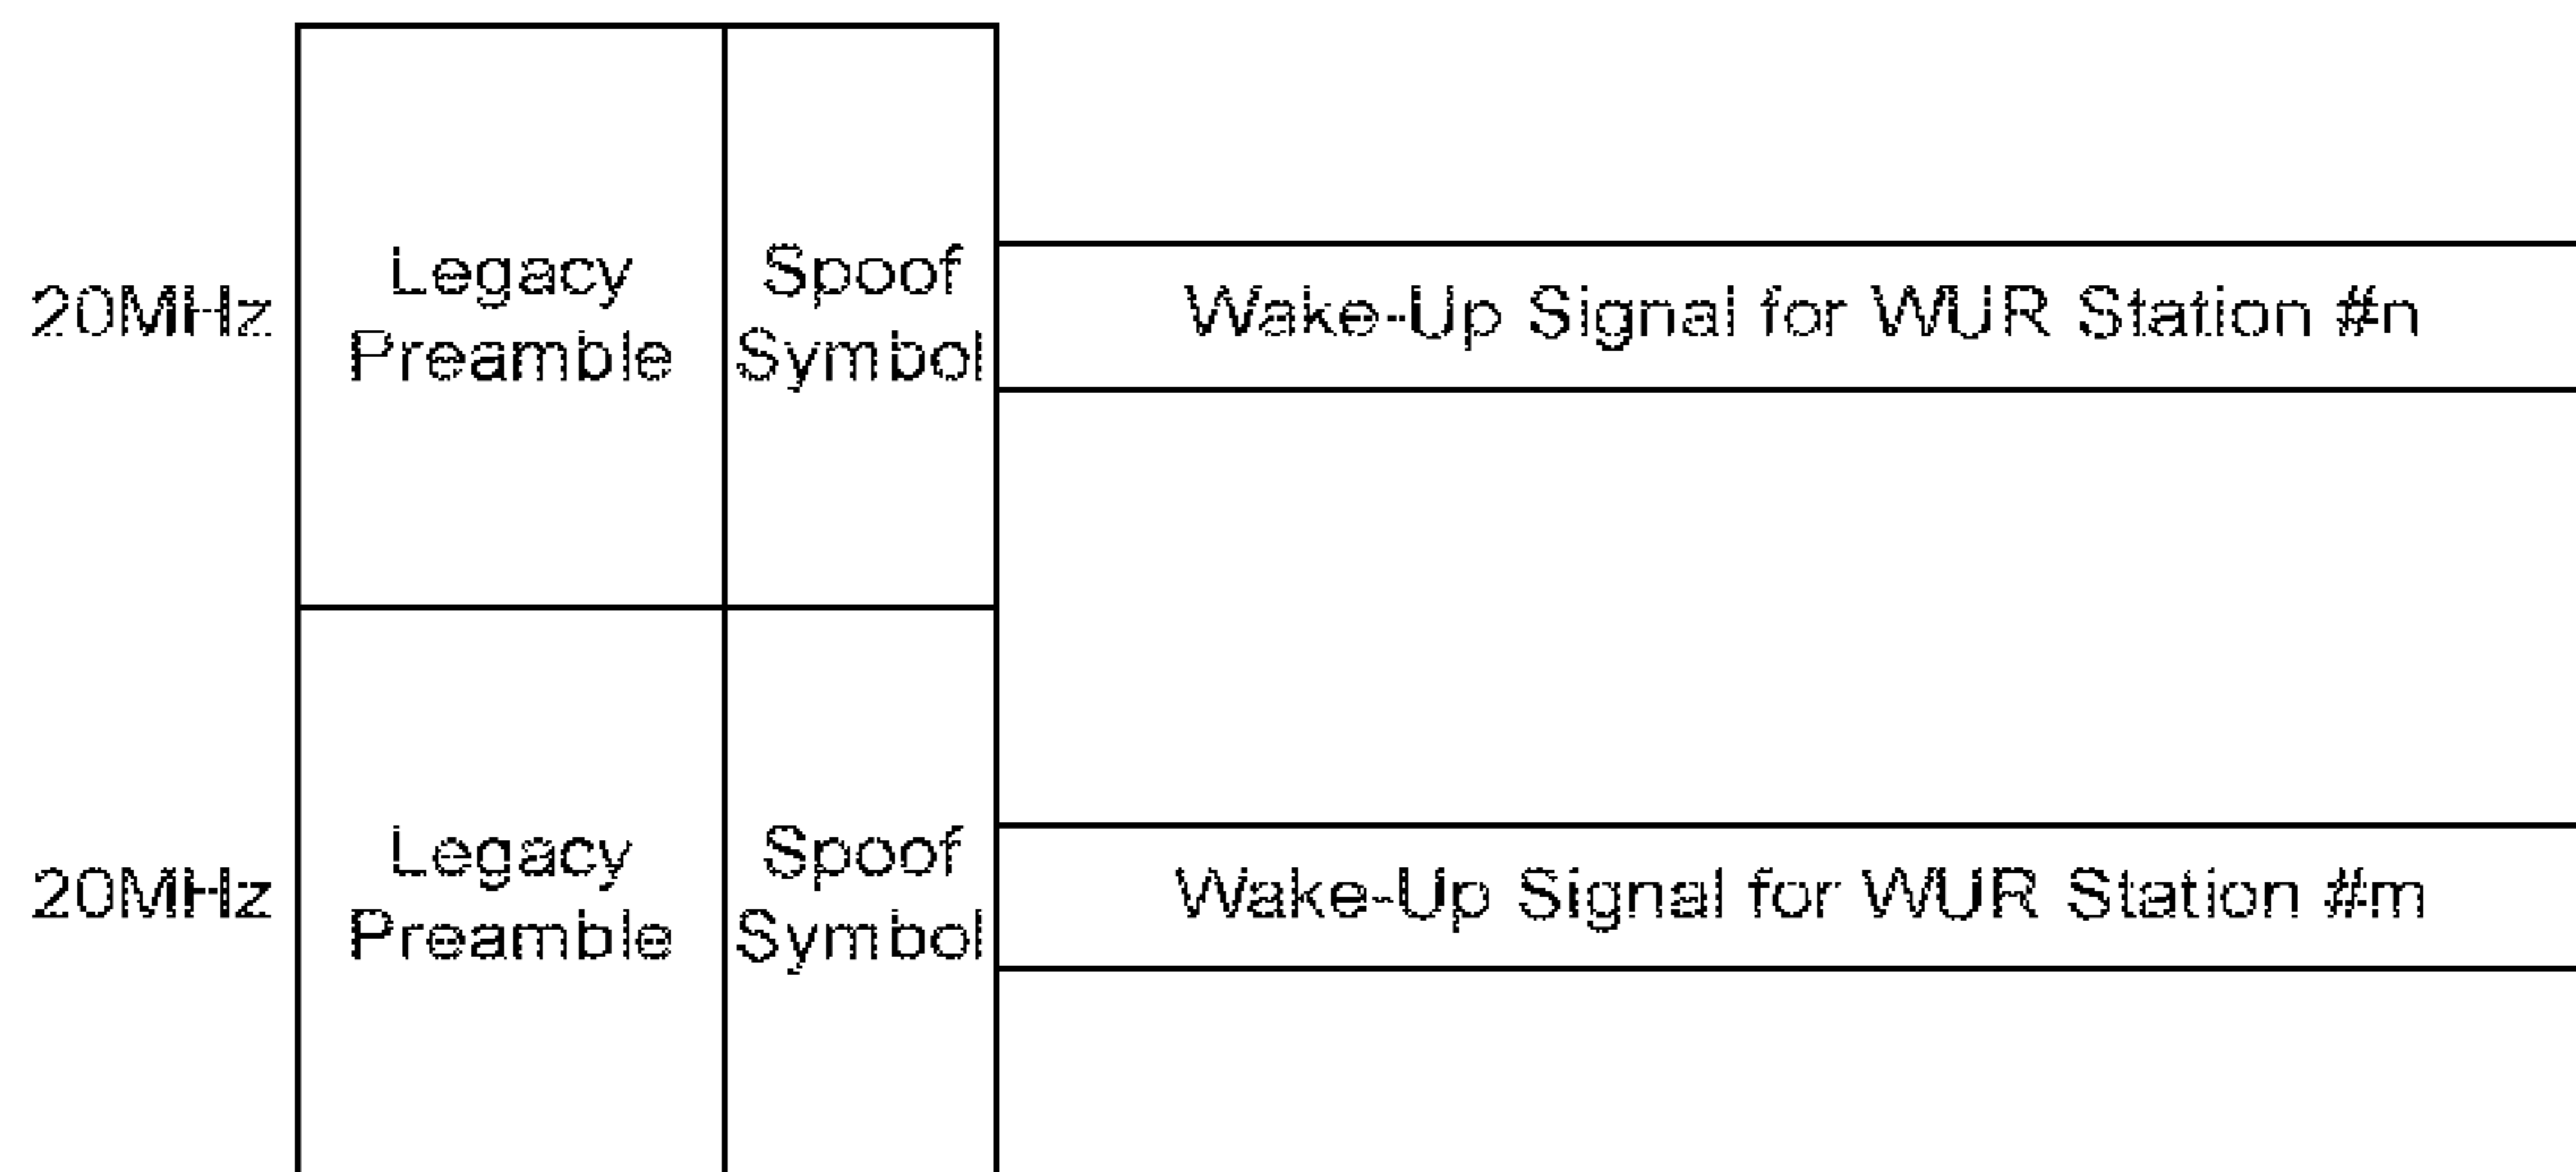 20MHz
Legacy
Preamble
Spoof
Symbol
Wake-Up Signal for WUR Station #n
20MHz
Legacy
Preamble
Spoof
Symbol
Wake-Up Signal for WUR Station #m